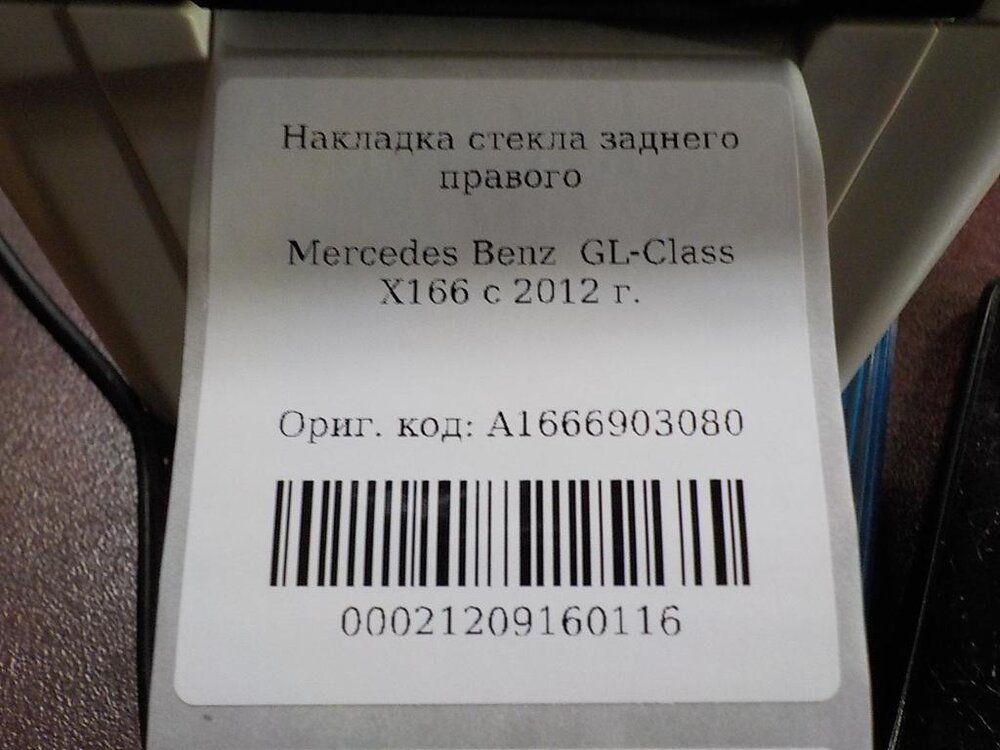 Накладка стекла заднего
правого
Mercedes Benz GL-Class
X166 с 2012 г.
Ориг. код: A1666903080
00021209160116